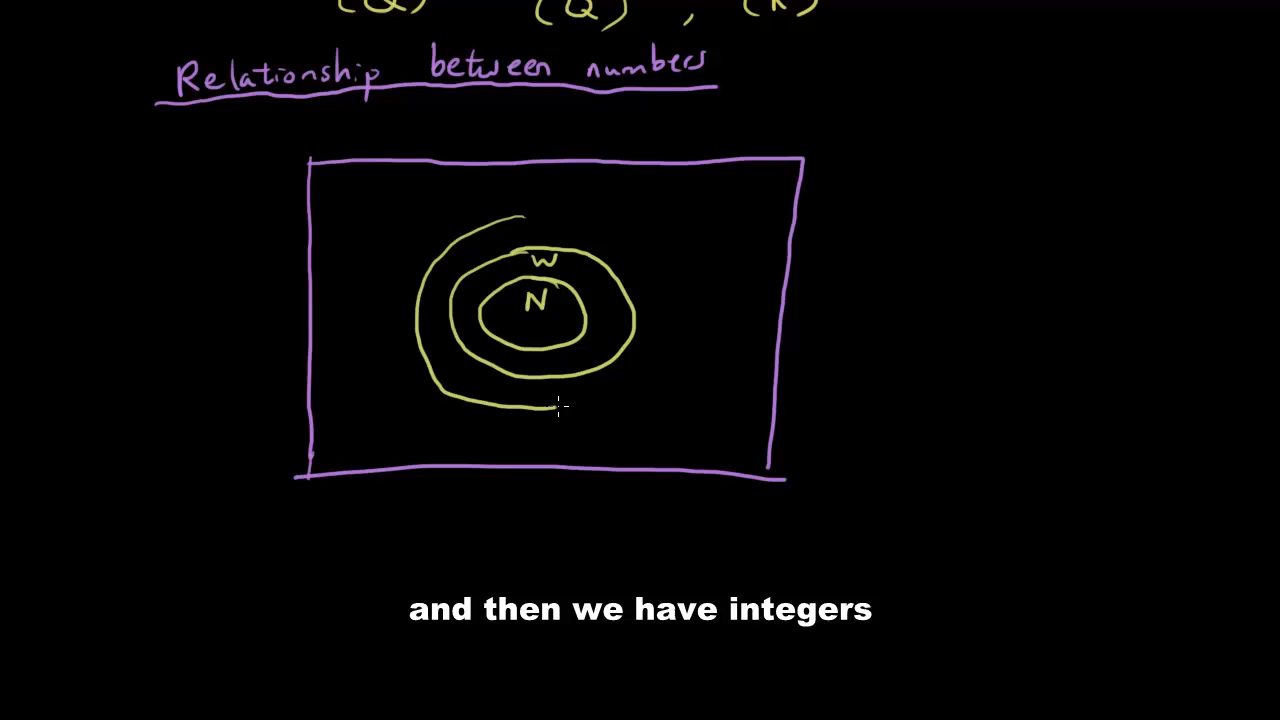 (Q) (Q) , (R)
Relationship between numbers
W
N
and then we have integers